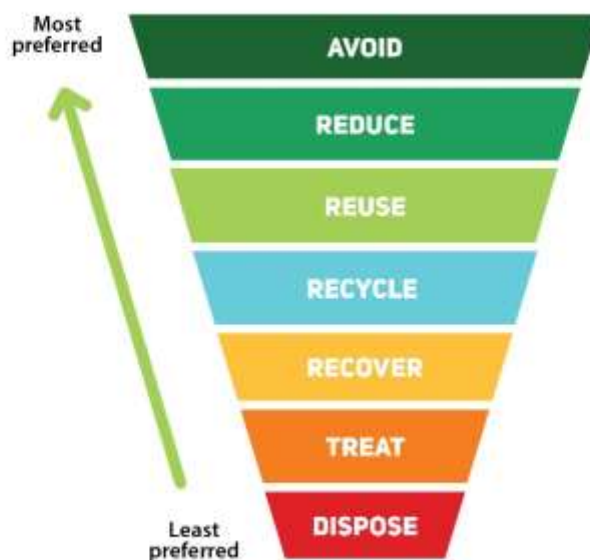 Most
preferred
AVOID
REDUCE
REUSE
RECYCLE
RECOVER
TREAT
DISPOSE
Least
preferred